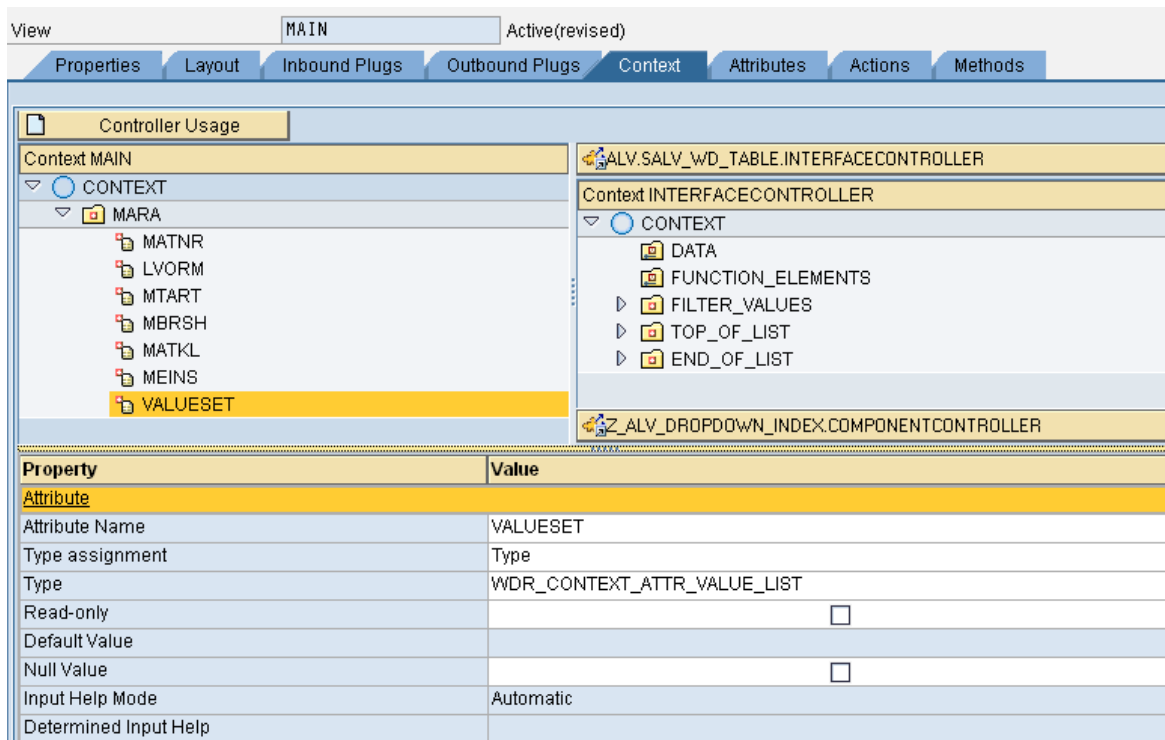 View MAIN Active(revised)
Properties Layout Inbound Plugs Outbound Plugs Context Attributes Actions Methods
Controller Usage
Context MAIN
CONTEXT
MARA
MATNR
LVORM
MTART
MBRSH
MATKL
MEINS
VALUESET
ALV.SALV_WD_TABLE.INTERFACECONTROLLER
Context INTERFACECONTROLLER
CONTEXT
DATA
FUNCTION_ELEMENTS
FILTER_VALUES
TOP_OF_LIST
END_OF_LIST
Z_ALV_DROPDOWN_INDEX.COMPONENTCONTROLLER
Property Value
Attribute
Attribute Name VALUESET
Type assignment Type
Type WDR_CONTEXT_ATTR_VALUE_LIST
Read-only
Default Value
Null Value
Input Help Mode Automatic
Determined Input Help